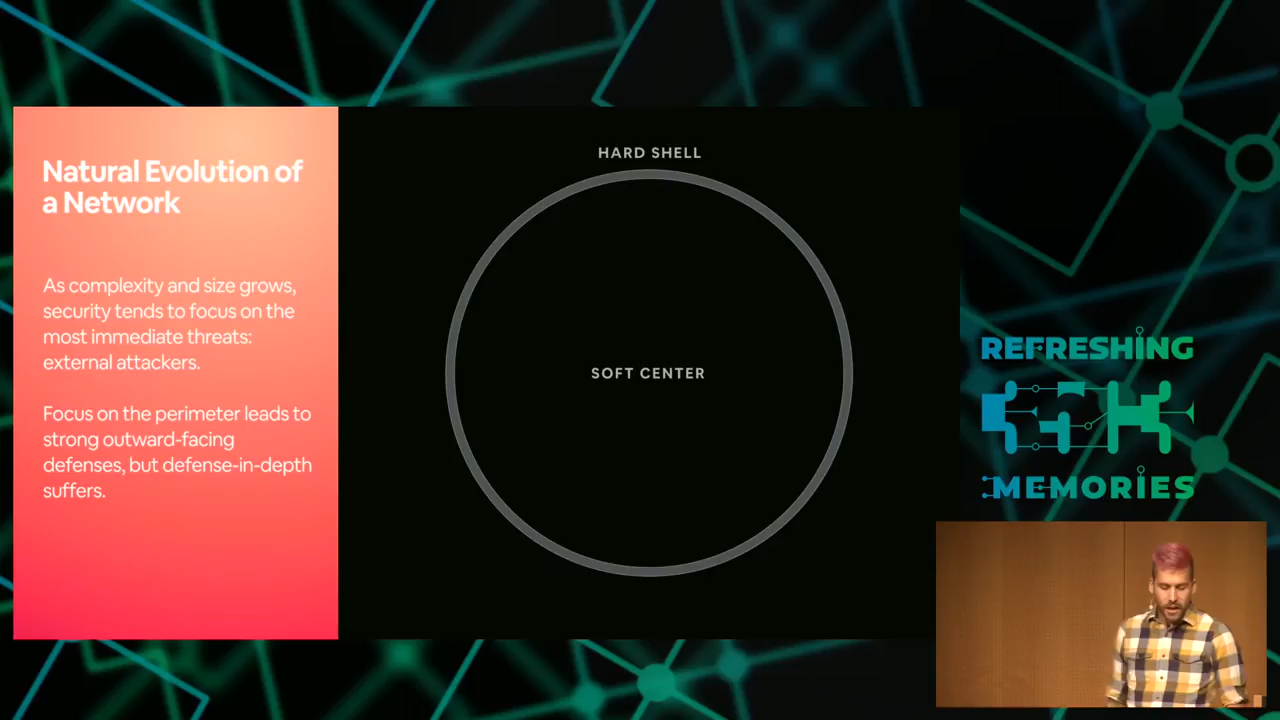 Natural Evolution of
a Network
As complexity and size grows,
security tends to focus on the
most immediate threats:
external attackers.
Focus on the perimeter leads to
strong outward-facing
defenses, but defense-in-depth
suffers.
HARD SHELL
SOFT CENTER
REFRESHING
MEMORIES